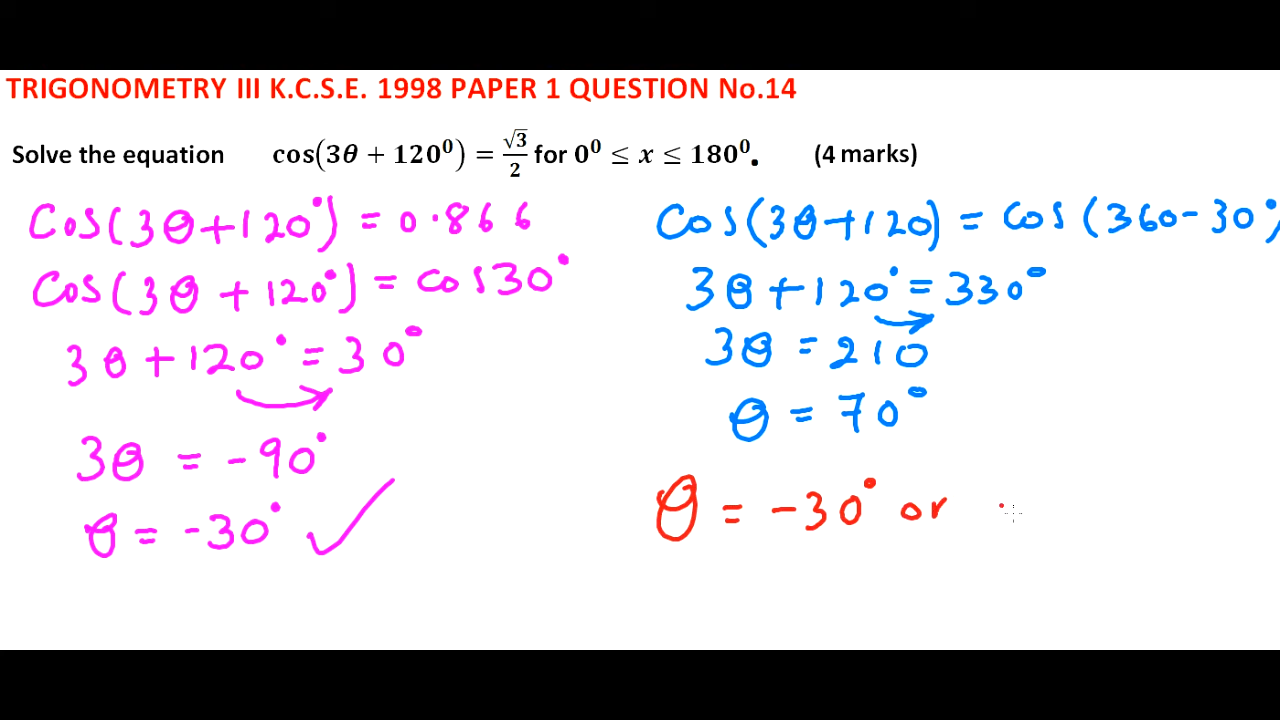 TRIGONOMETRY III K.C.S.E. 1998 PAPER 1 QUESTION No.14
Solve the equation cos(3θ + 120⁰) = √3/2 for 0⁰ ≤ x ≤ 180⁰. (4 marks)
Cos(3θ+120°) = 0.866
Cos(3θ + 120°) = cos30°
3θ + 120° = 30°
3θ = -90°
θ = -30° ✓
Cos(3θ+120) = cos(360-30°)
3θ + 120° = 330°
3θ = 210
θ = 70°
θ = -30° or